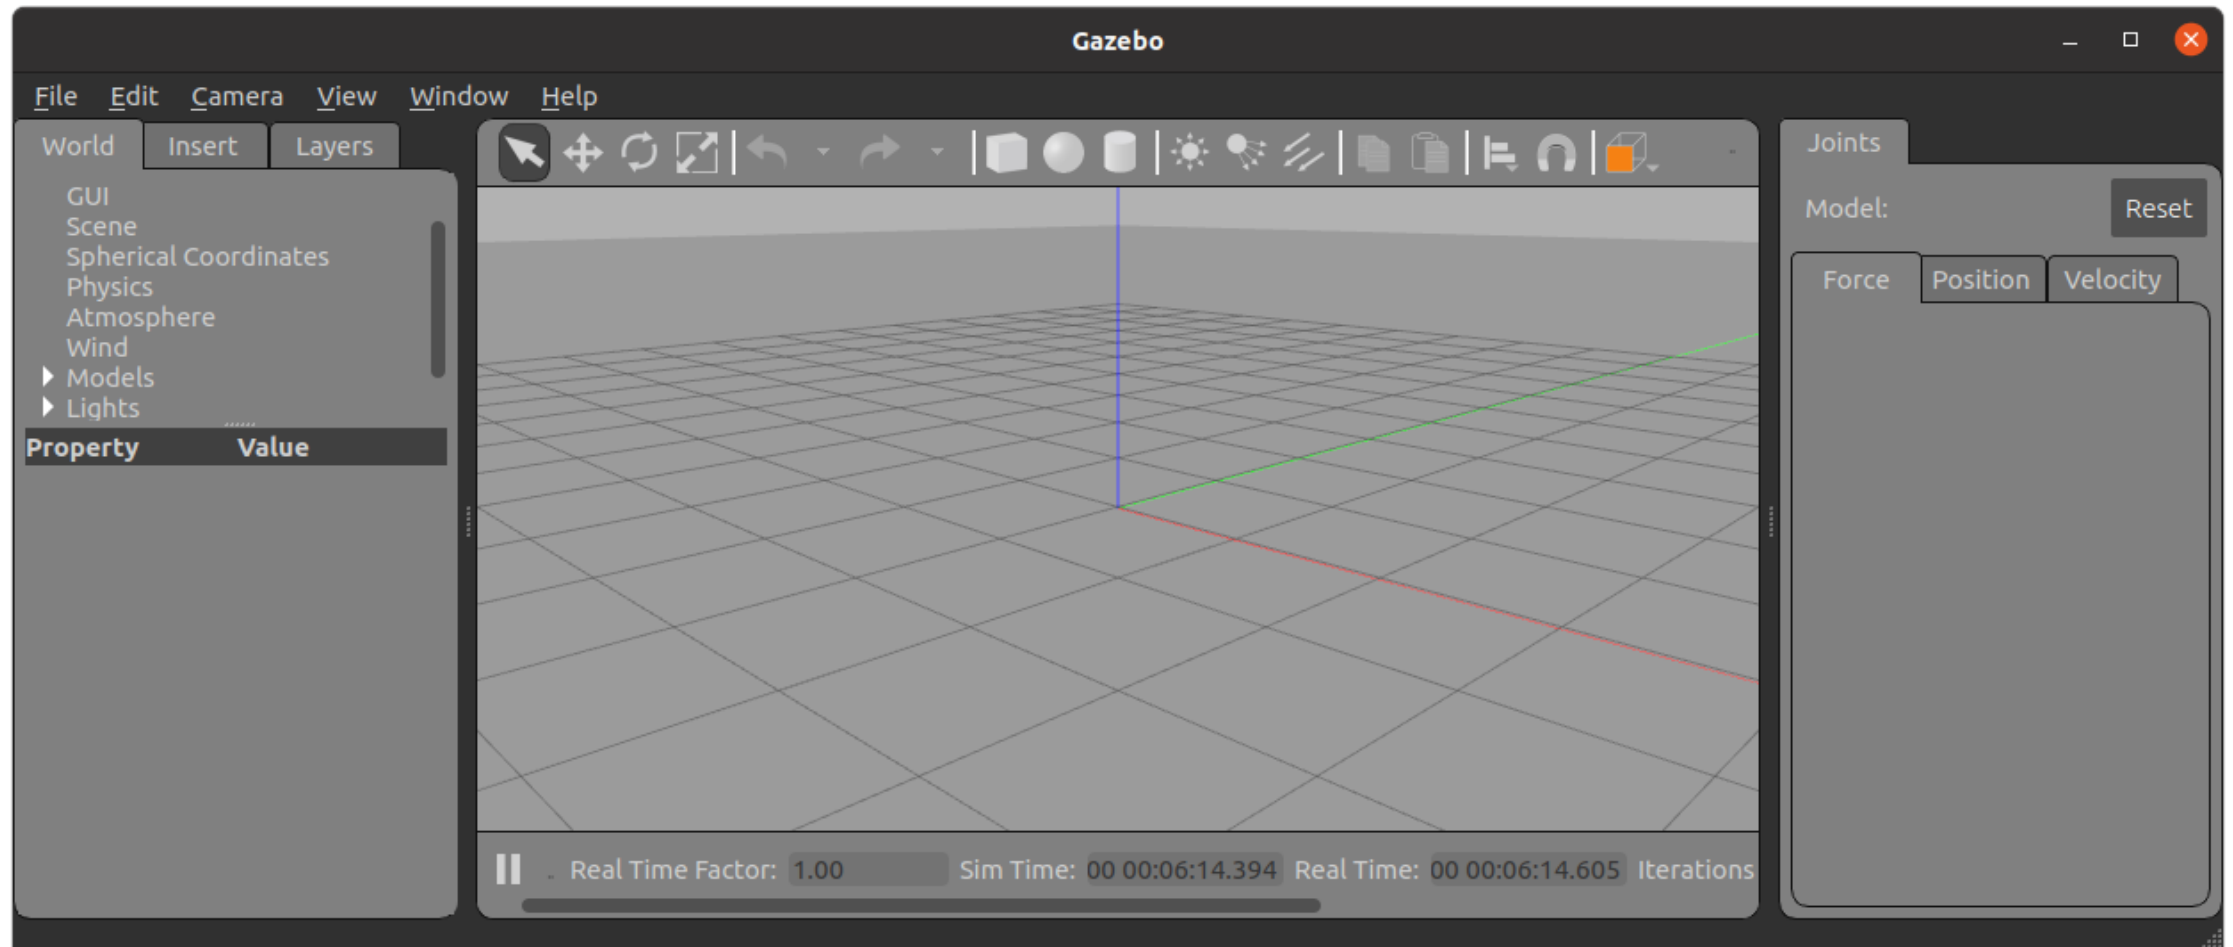 Gazebo
File Edit Camera View Window Help
World Insert Layers
GUI
Scene
Spherical Coordinates
Physics
Atmosphere
Wind
Models
Lights
Property Value
Real Time Factor: 1.00 Sim Time: 00 00:06:14.394 Real Time: 00 00:06:14.605 Iterations
Joints
Model: Reset
Force Position Velocity